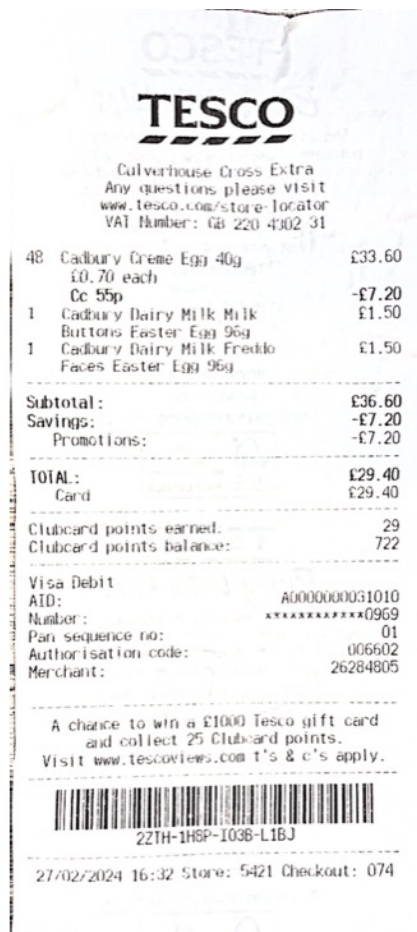 TESCO
Culverhouse Cross Extra
Any questions please visit
www.tesco.com/store-locator
VAT Number: GB 220 4302 31
48 Cadbury Creme Egg 40g £33.60
£0.70 each
Cc 55p -£7.20
1 Cadbury Dairy Milk Milk £1.50
Buttons Easter Egg 96g
1 Cadbury Dairy Milk Freddo £1.50
Faces Easter Egg 96g
Subtotal: £36.60
Savings: -£7.20
Promotions: -£7.20
TOTAL: £29.40
Card £29.40
Clubcard points earned. 29
Clubcard points balance: 722
Visa Debit
AID: A0000000031010
Number: ************0969
Pan sequence no: 01
Authorisation code: 006602
Merchant: 26284805
A chance to win a £1000 Tesco gift card
and collect 25 Clubcard points.
Visit www.tescoviews.com t's & c's apply.
2ZTH-1H8P-I03B-L1BJ
27/02/2024 16:32 Store: 5421 Checkout: 074